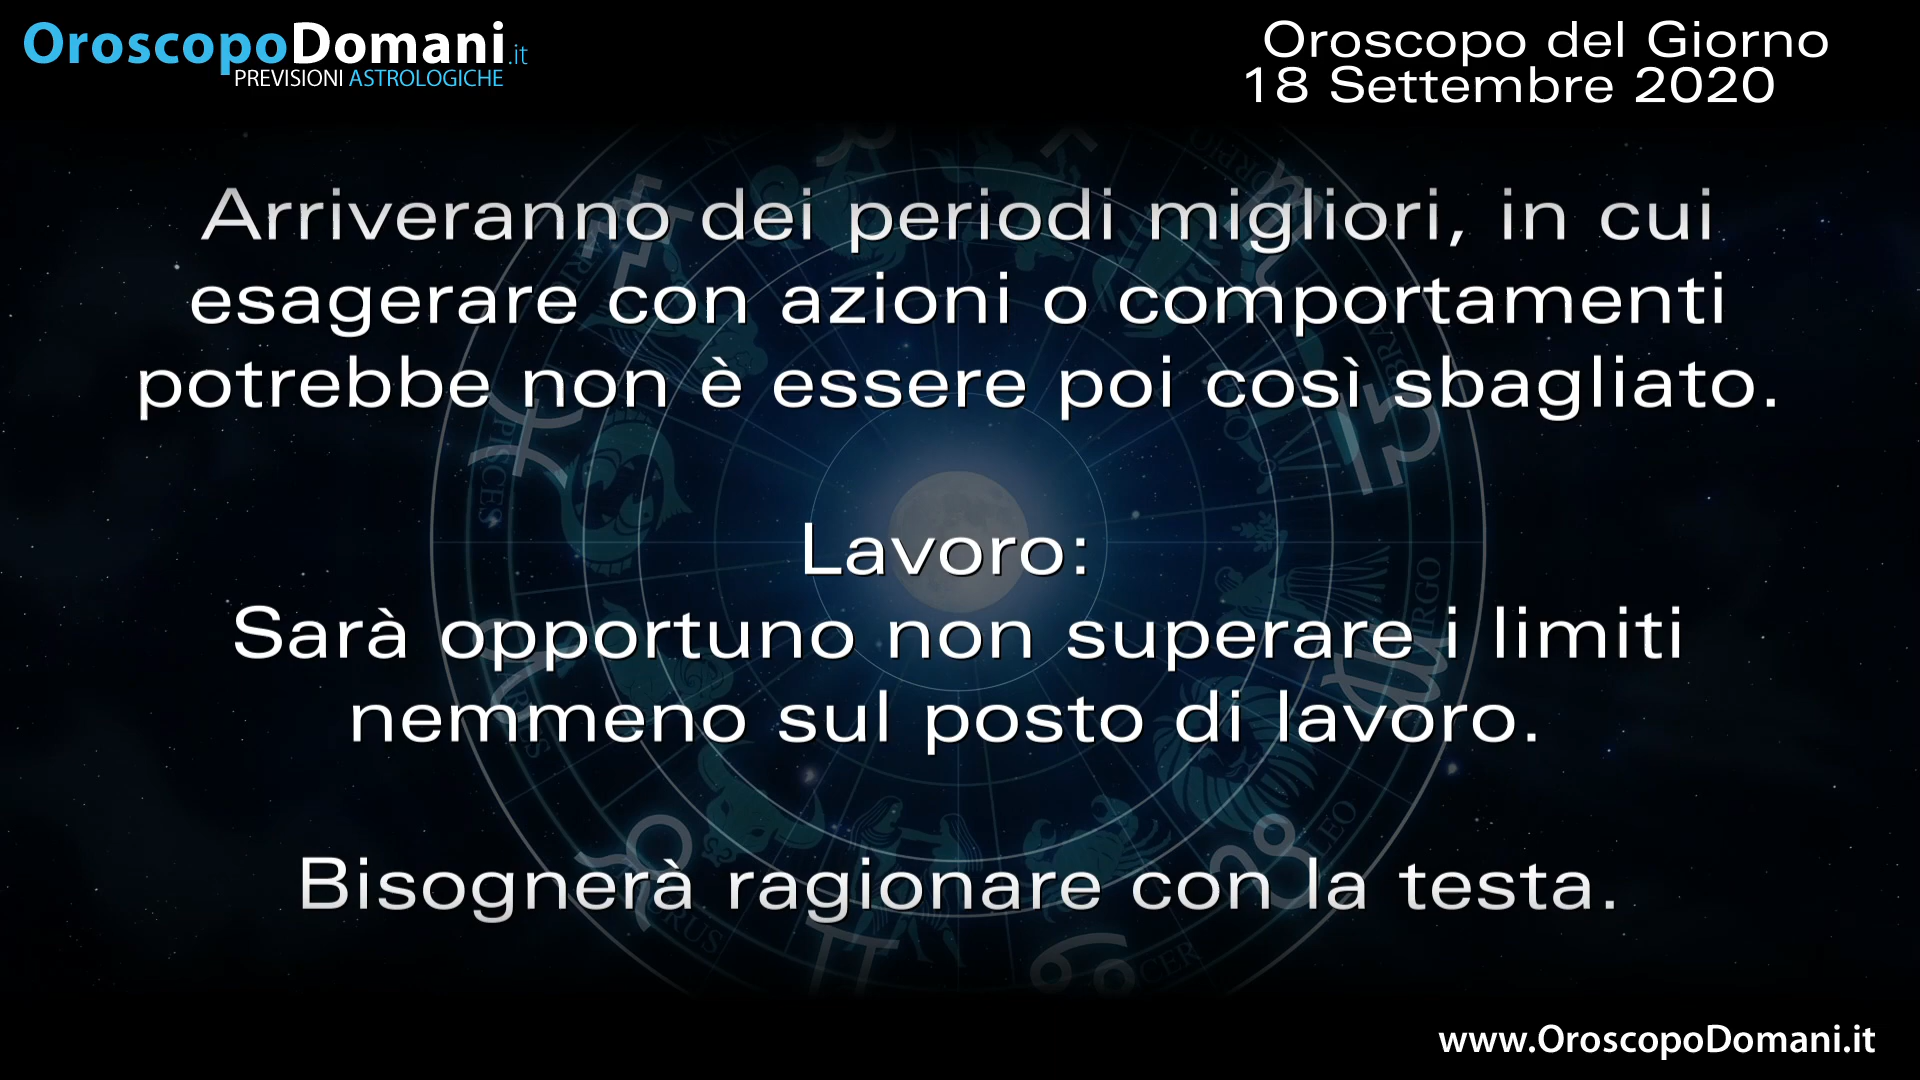 OroscopoDomani.it
PREVISIONI ASTROLOGICHE
Oroscopo del Giorno
18 Settembre 2020
Arriveranno dei periodi migliori, in cui
esagerare con azioni o comportamenti
potrebbe non è essere poi così sbagliato.
Lavoro:
Sarà opportuno non superare i limiti
nemmeno sul posto di lavoro.
Bisognerà ragionare con la testa.
PISCES
LEO
www.OroscopoDomani.it